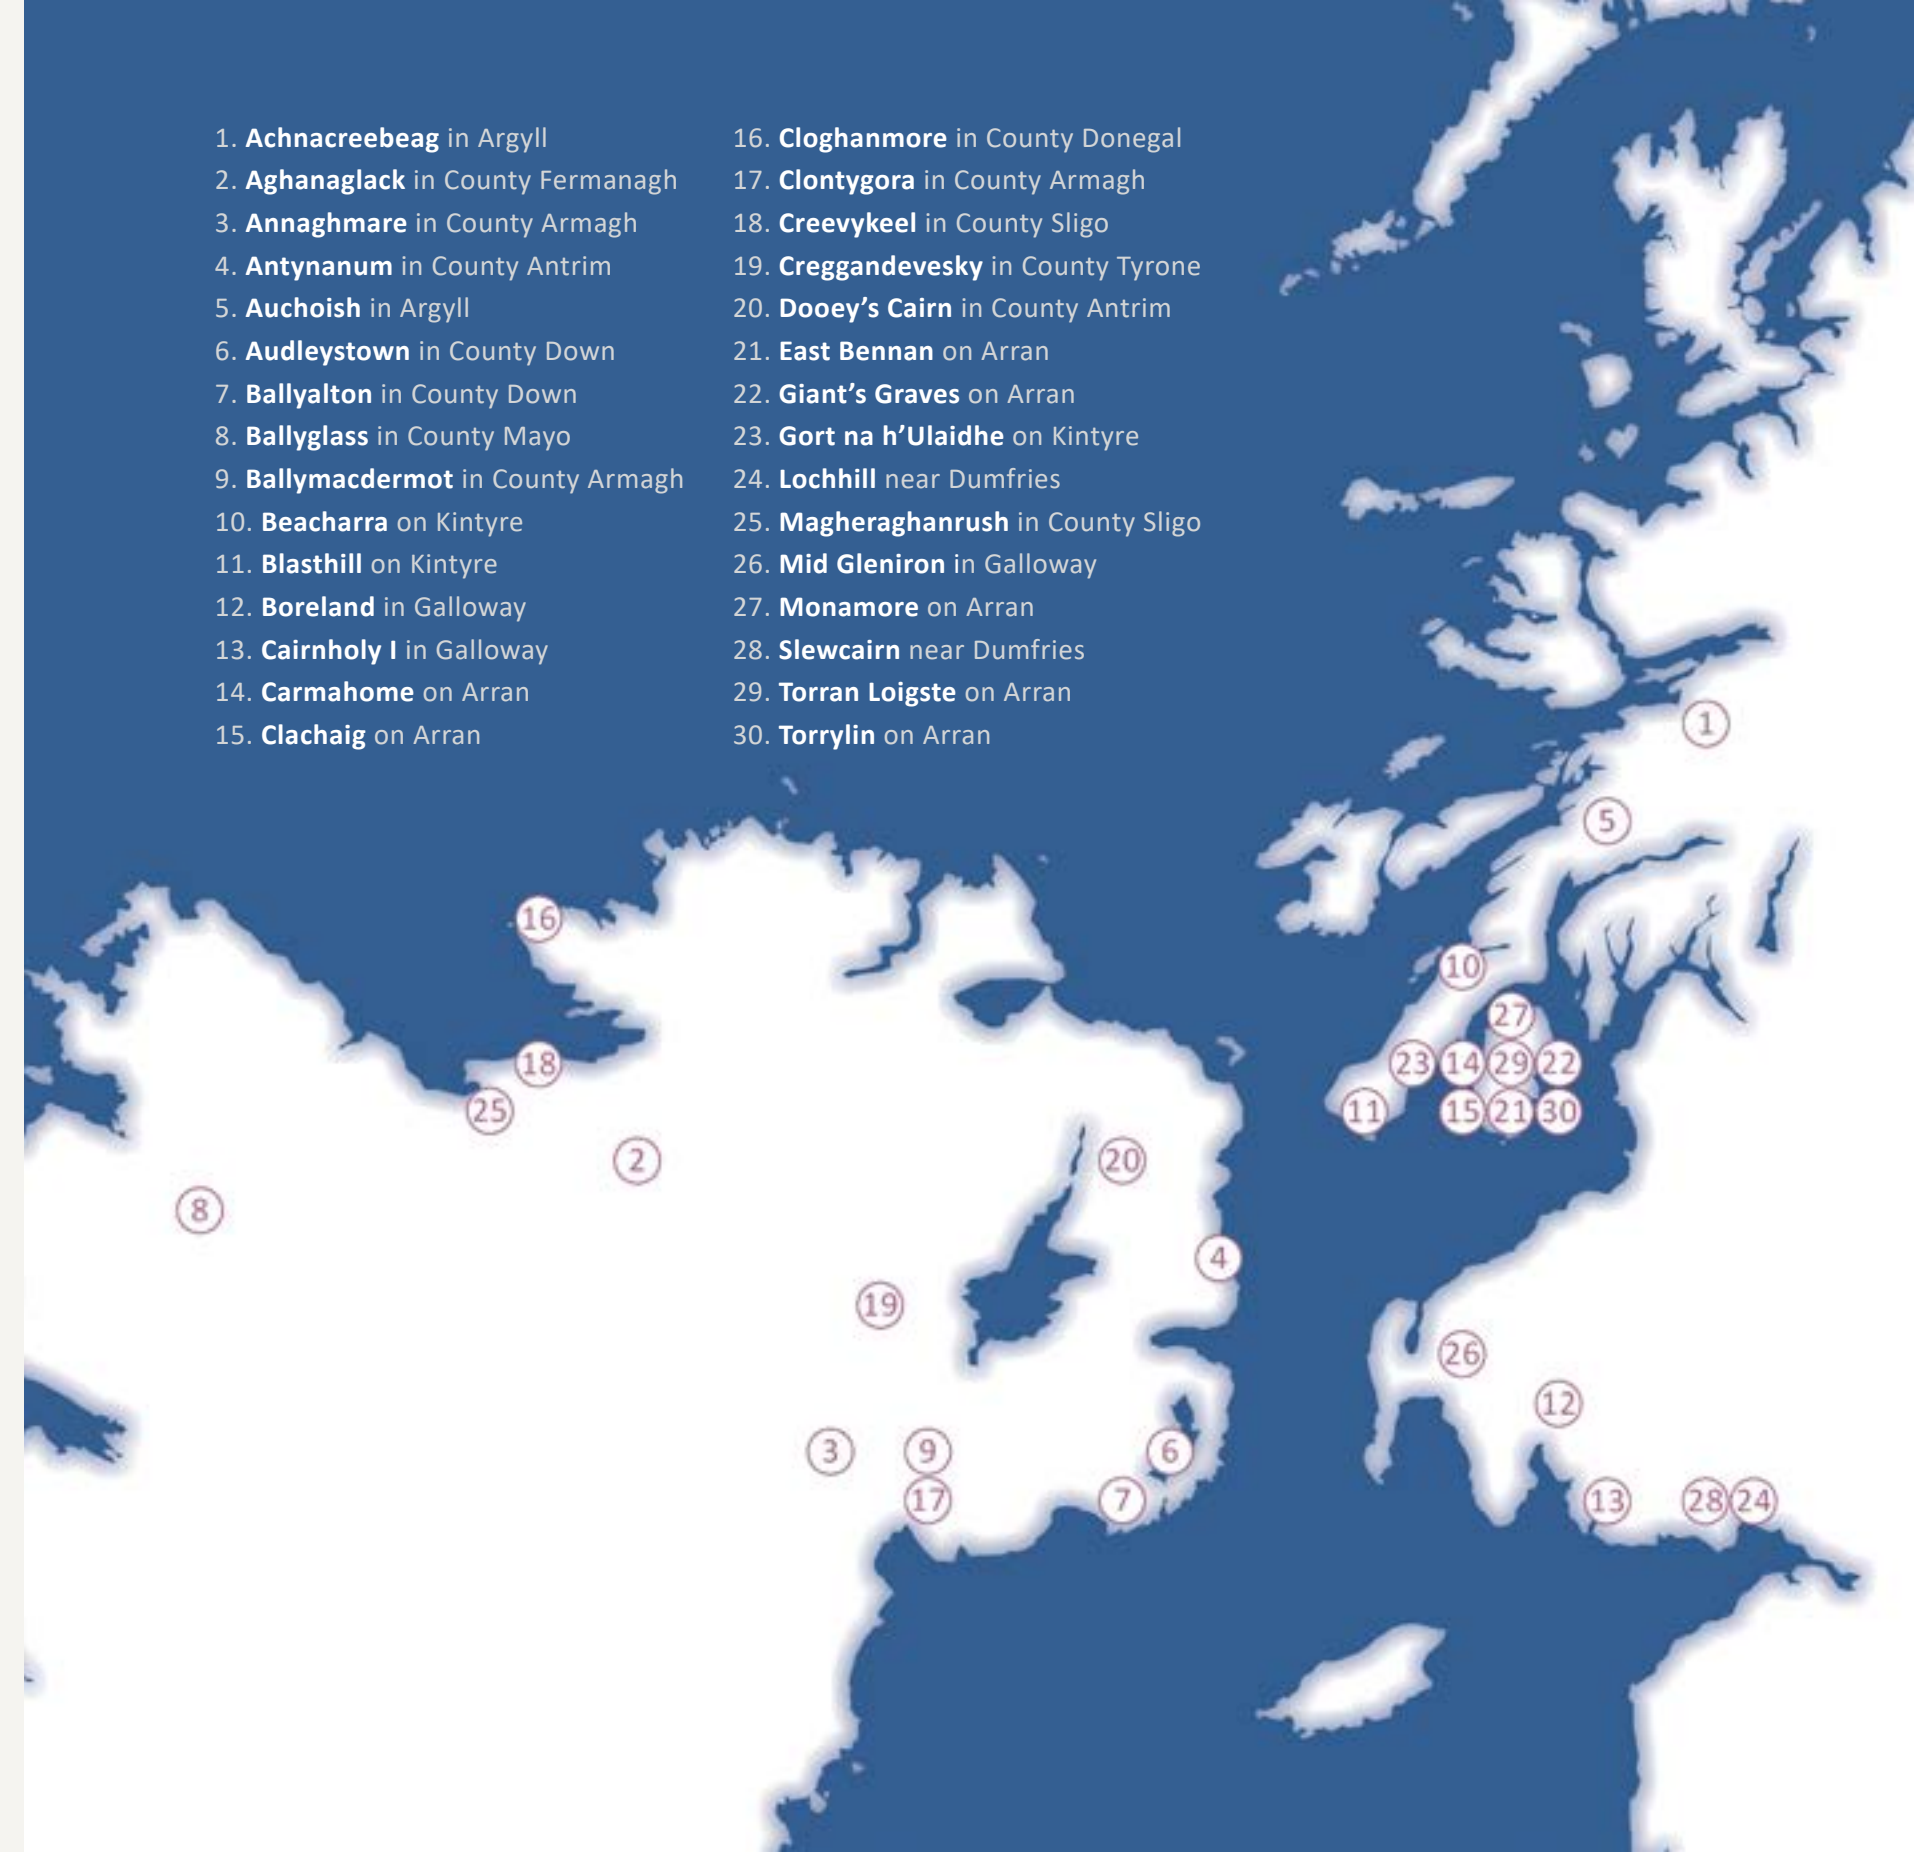 1. Achnacreebeag in Argyll
2. Aghanaglack in County Fermanagh
3. Annaghmare in County Armagh
4. Antynanum in County Antrim
5. Auchoish in Argyll
6. Audleystown in County Down
7. Ballyalton in County Down
8. Ballyglass in County Mayo
9. Ballymacdermot in County Armagh
10. Beacharra on Kintyre
11. Blasthill on Kintyre
12. Boreland in Galloway
13. Cairnholy I in Galloway
14. Carmahome on Arran
15. Clachaig on Arran
16. Cloghanmore in County Donegal
17. Clontygora in County Armagh
18. Creevykeel in County Sligo
19. Creggandevesky in County Tyrone
20. Dooey’s Cairn in County Antrim
21. East Bennan on Arran
22. Giant’s Graves on Arran
23. Gort na h’Ulaidhe on Kintyre
24. Lochhill near Dumfries
25. Magheraghanrush in County Sligo
26. Mid Gleniron in Galloway
27. Monamore on Arran
28. Slewcairn near Dumfries
29. Torran Loigste on Arran
30. Torrylin on Arran
1
5
16
10
27
18
23 14 29 22
25
11
15 21 30
2
20
8
4
19
26
12
3
9
6
17
7
13
28 24